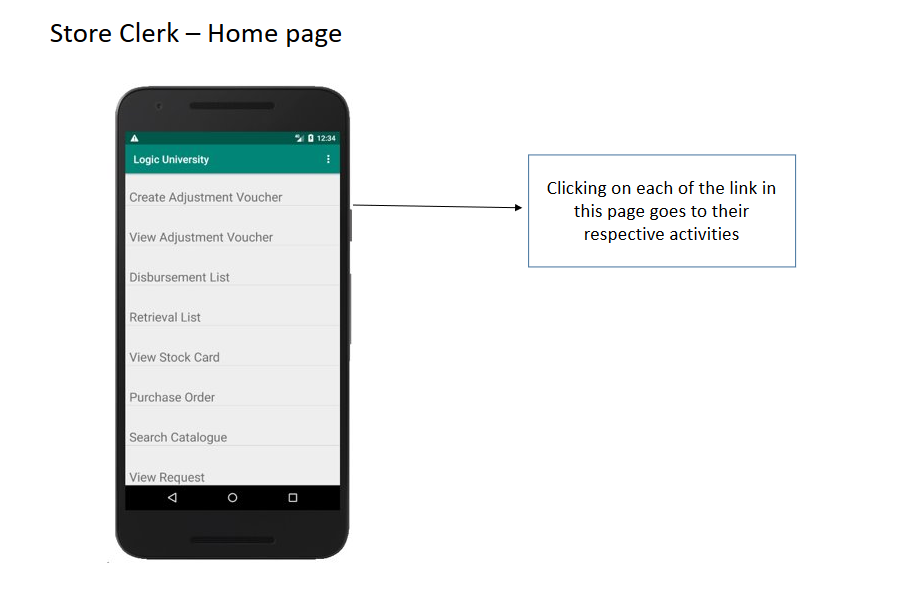 Store Clerk – Home page
12:34
Logic University
Create Adjustment Voucher
View Adjustment Voucher
Disbursement List
Retrieval List
View Stock Card
Purchase Order
Search Catalogue
View Request
Clicking on each of the link in
this page goes to their
respective activities